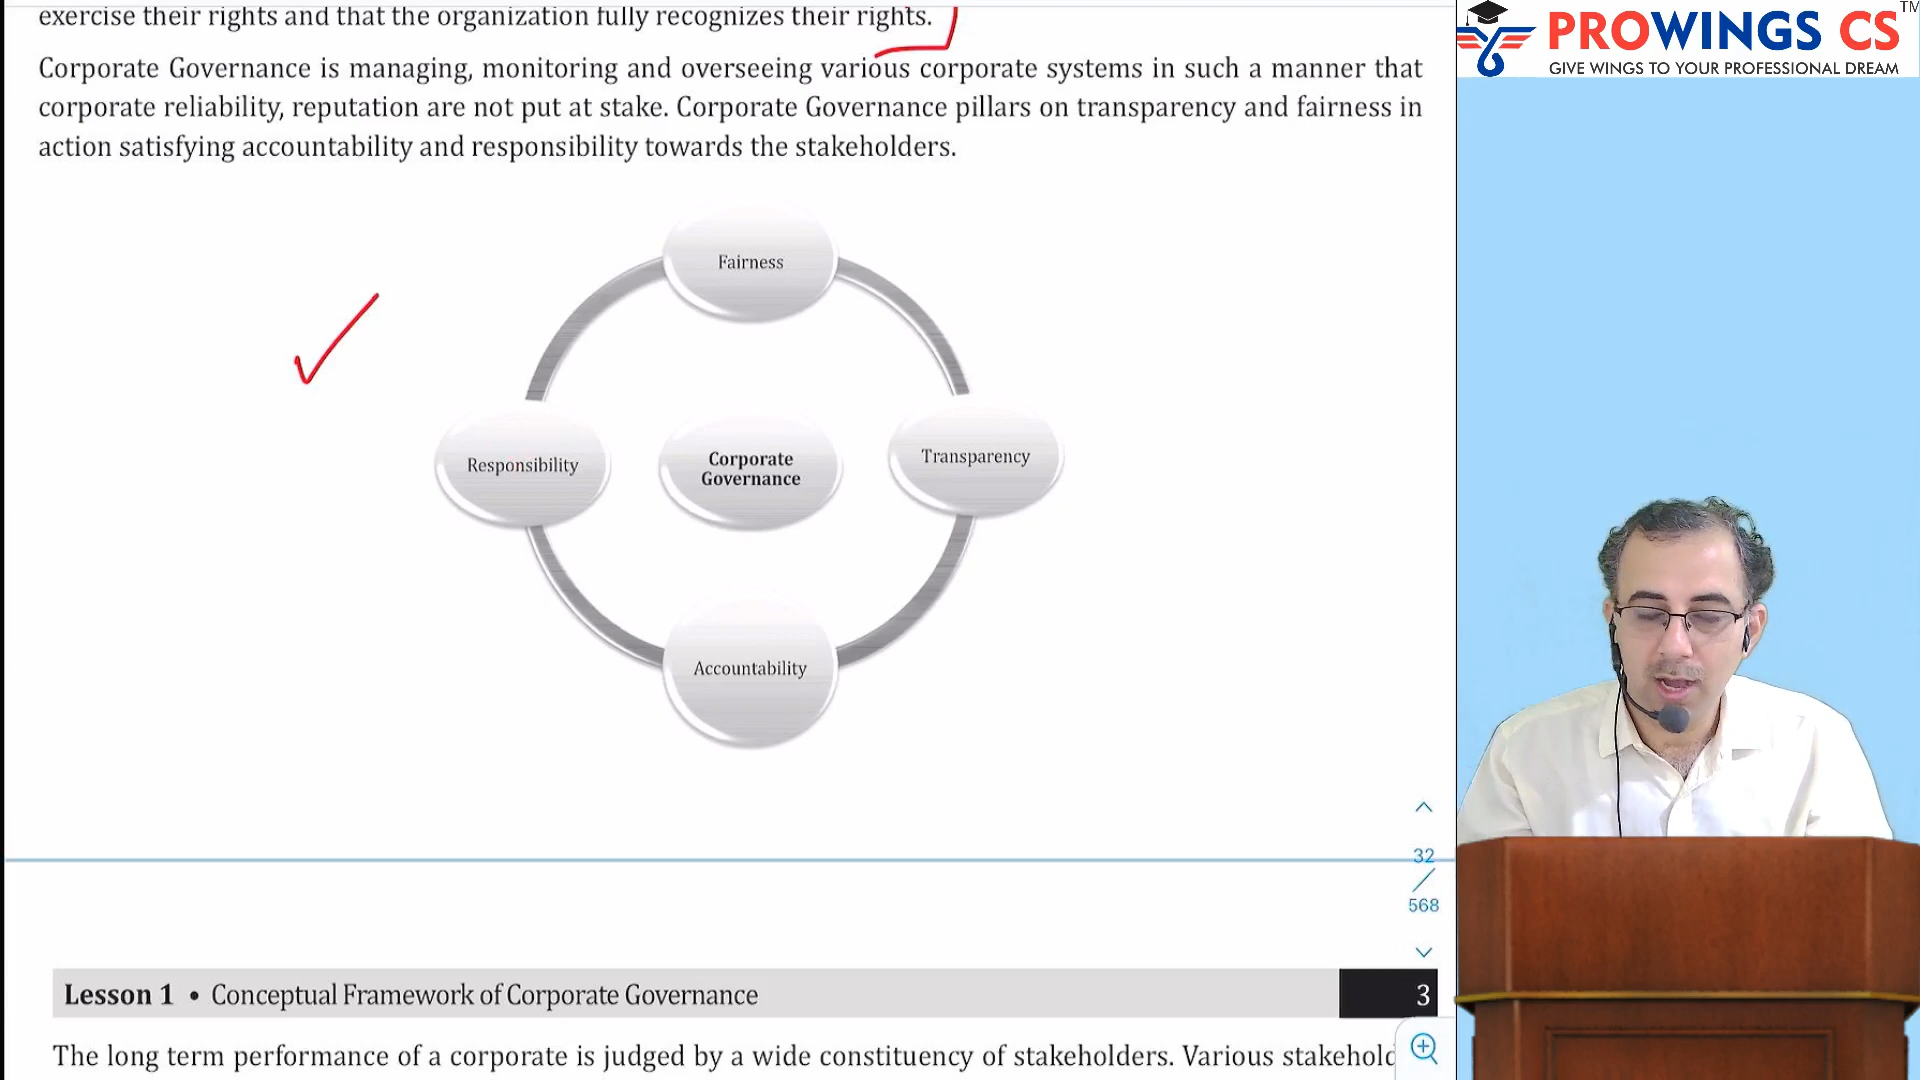 exercise their rights and that the organization fully recognizes their rights.
Corporate Governance is managing, monitoring and overseeing various corporate systems in such a manner that
corporate reliability, reputation are not put at stake. Corporate Governance pillars on transparency and fairness in
action satisfying accountability and responsibility towards the stakeholders.
Fairness
Responsibility
Corporate
Governance
Transparency
Accountability
32
568
Lesson 1 • Conceptual Framework of Corporate Governance
3
The long term performance of a corporate is judged by a wide constituency of stakeholders. Various stakehold
PROWINGS CS TM
GIVE WINGS TO YOUR PROFESSIONAL DREAM